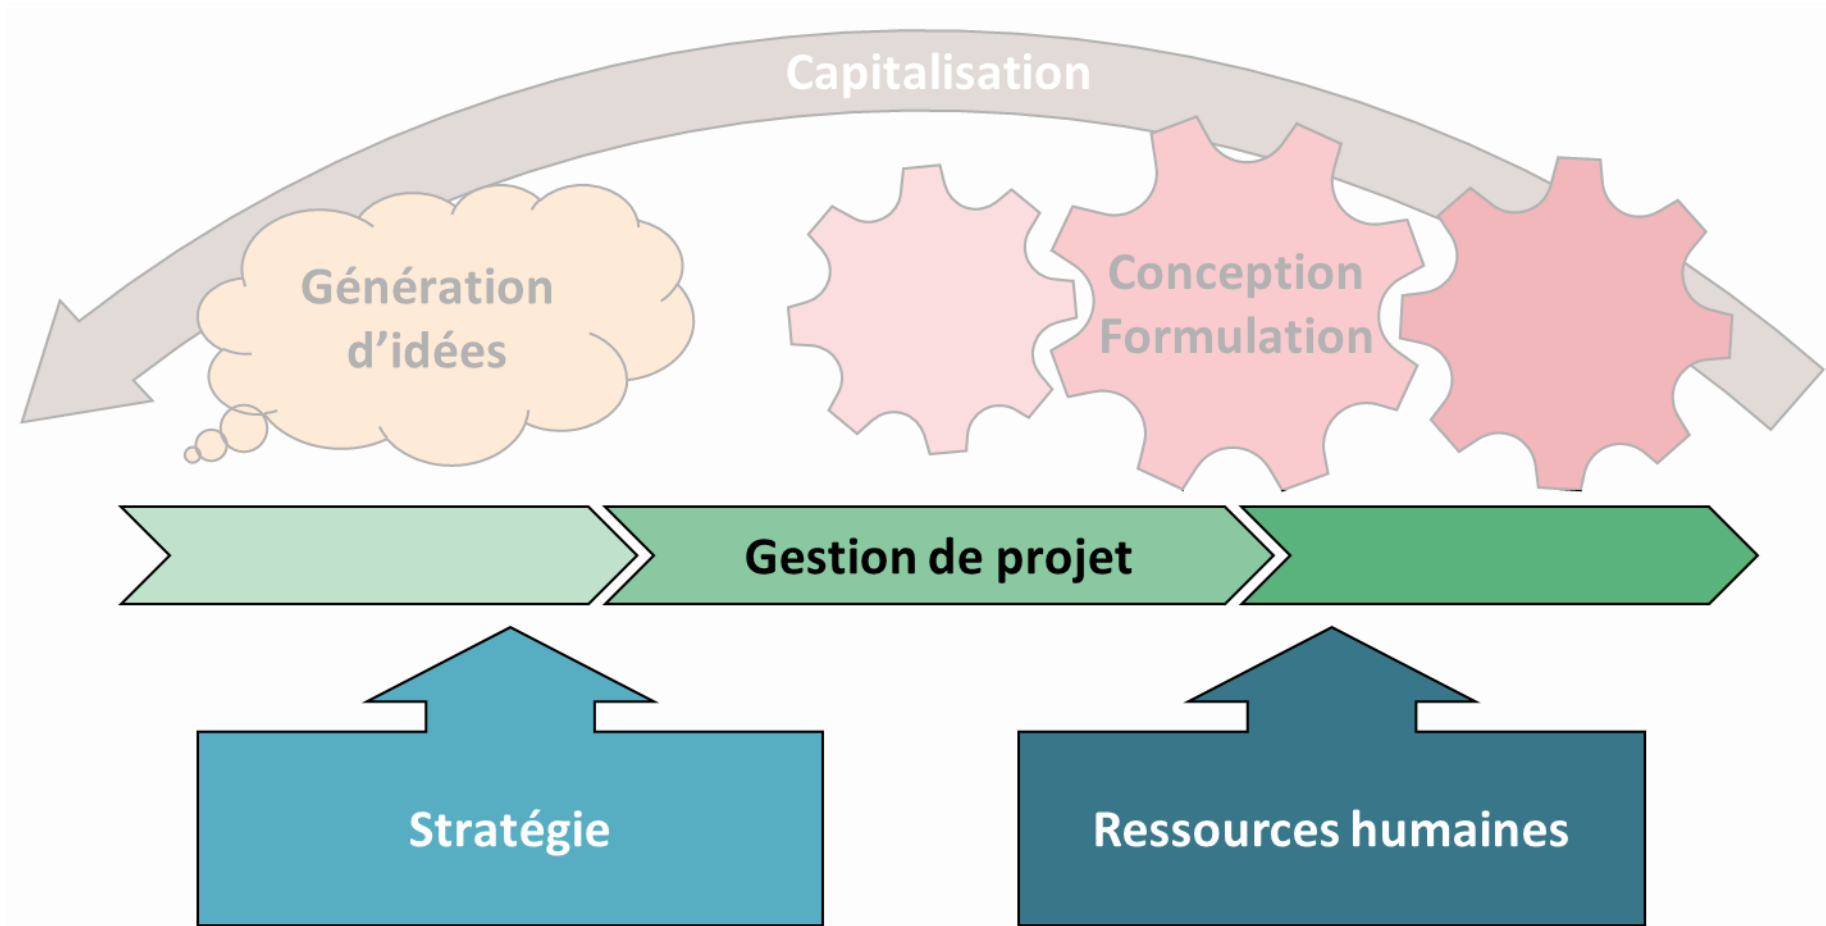 Capitalisation
Génération
d’idées
Conception
Formulation
Gestion de projet
Stratégie
Ressources humaines